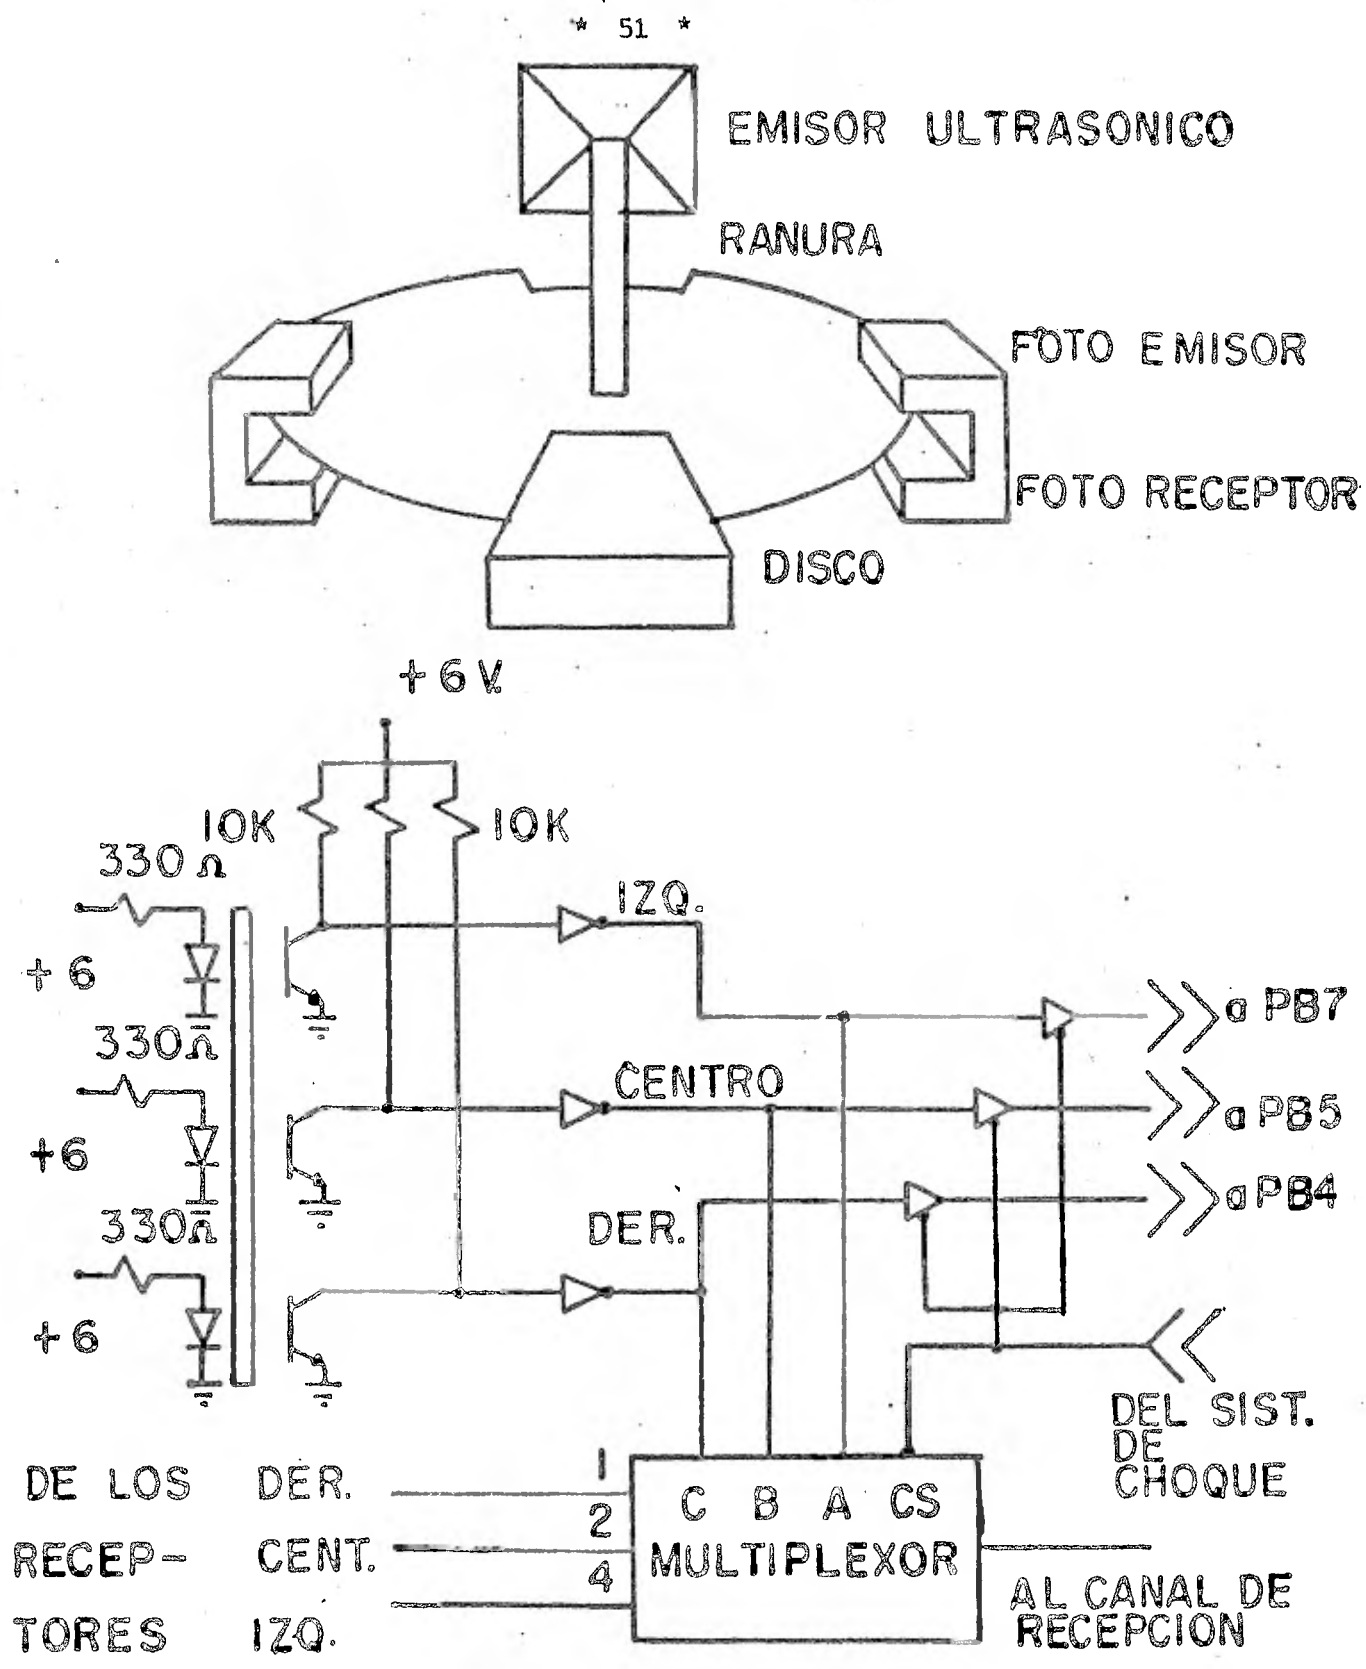 * 51 *
EMISOR ULTRASONICO
RANURA
FOTO EMISOR
FOTO RECEPTOR
DISCO
+6V.
10K 10K
330Ω
IZQ.
+6
a PB7
330Ω
CENTRO
a PB5
+6
a PB4
330Ω
DER.
+6
DEL SIST.
DE
CHOQUE
1
DE LOS DER.
C B A CS
2
RECEP- CENT.
MULTIPLEXOR
4
AL CANAL DE
RECEPCION
TORES IZQ.